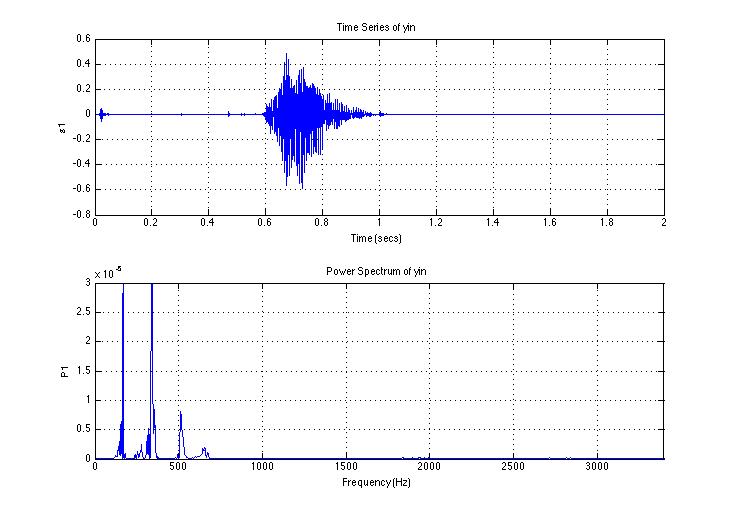 Time Series of yin
0.6
0.4
0.2
0
-0.2
-0.4
-0.6
-0.8
s1
0 0.2 0.4 0.6 0.8 1 1.2 1.4 1.6 1.8 2
Time (secs)
Power Spectrum of yin
x 10^-5
3
2.5
2
1.5
1
0.5
0
P1
0 500 1000 1500 2000 2500 3000
Frequency (Hz)